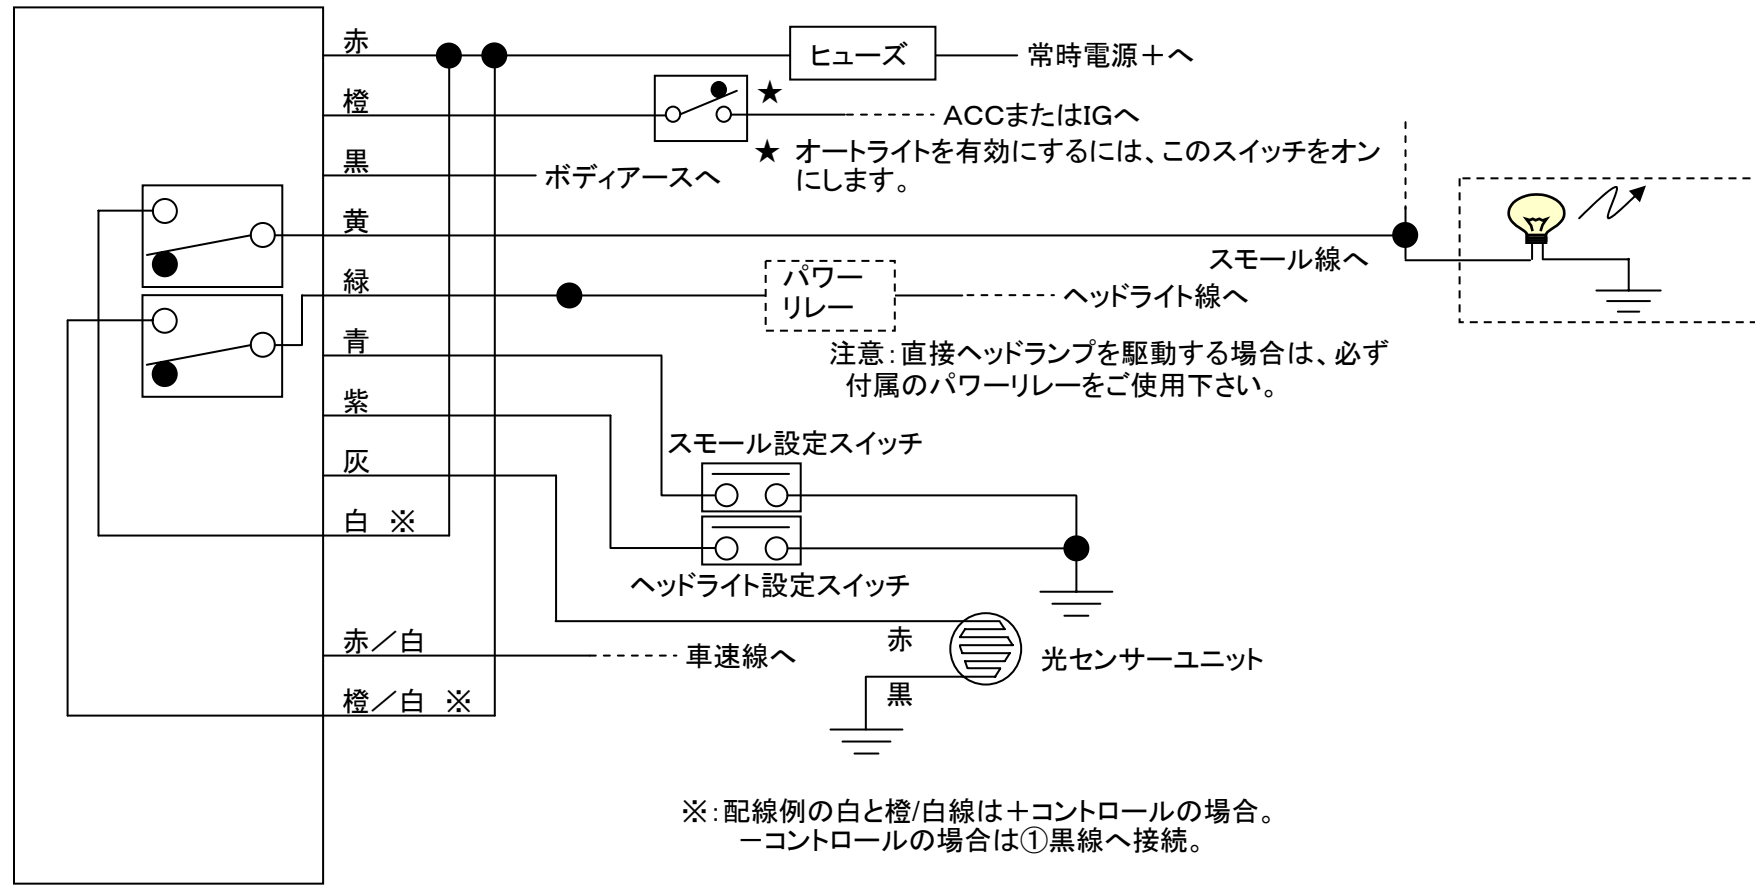 赤
ヒューズ
常時電源＋へ
橙
★
ACCまたはIGへ
★ オートライトを有効にするには、このスイッチをオン
にします。
黒
ボディアースへ
黄
スモール線へ
緑
パワー
リレー
ヘッドライト線へ
注意：直接ヘッドランプを駆動する場合は、必ず
付属のパワーリレーをご使用下さい。
青
紫
スモール設定スイッチ
灰
白 ※
ヘッドライト設定スイッチ
赤／白
車速線へ
赤
光センサーユニット
橙／白 ※
黒
※：配線例の白と橙/白線は＋コントロールの場合。
－コントロールの場合は①黒線へ接続。